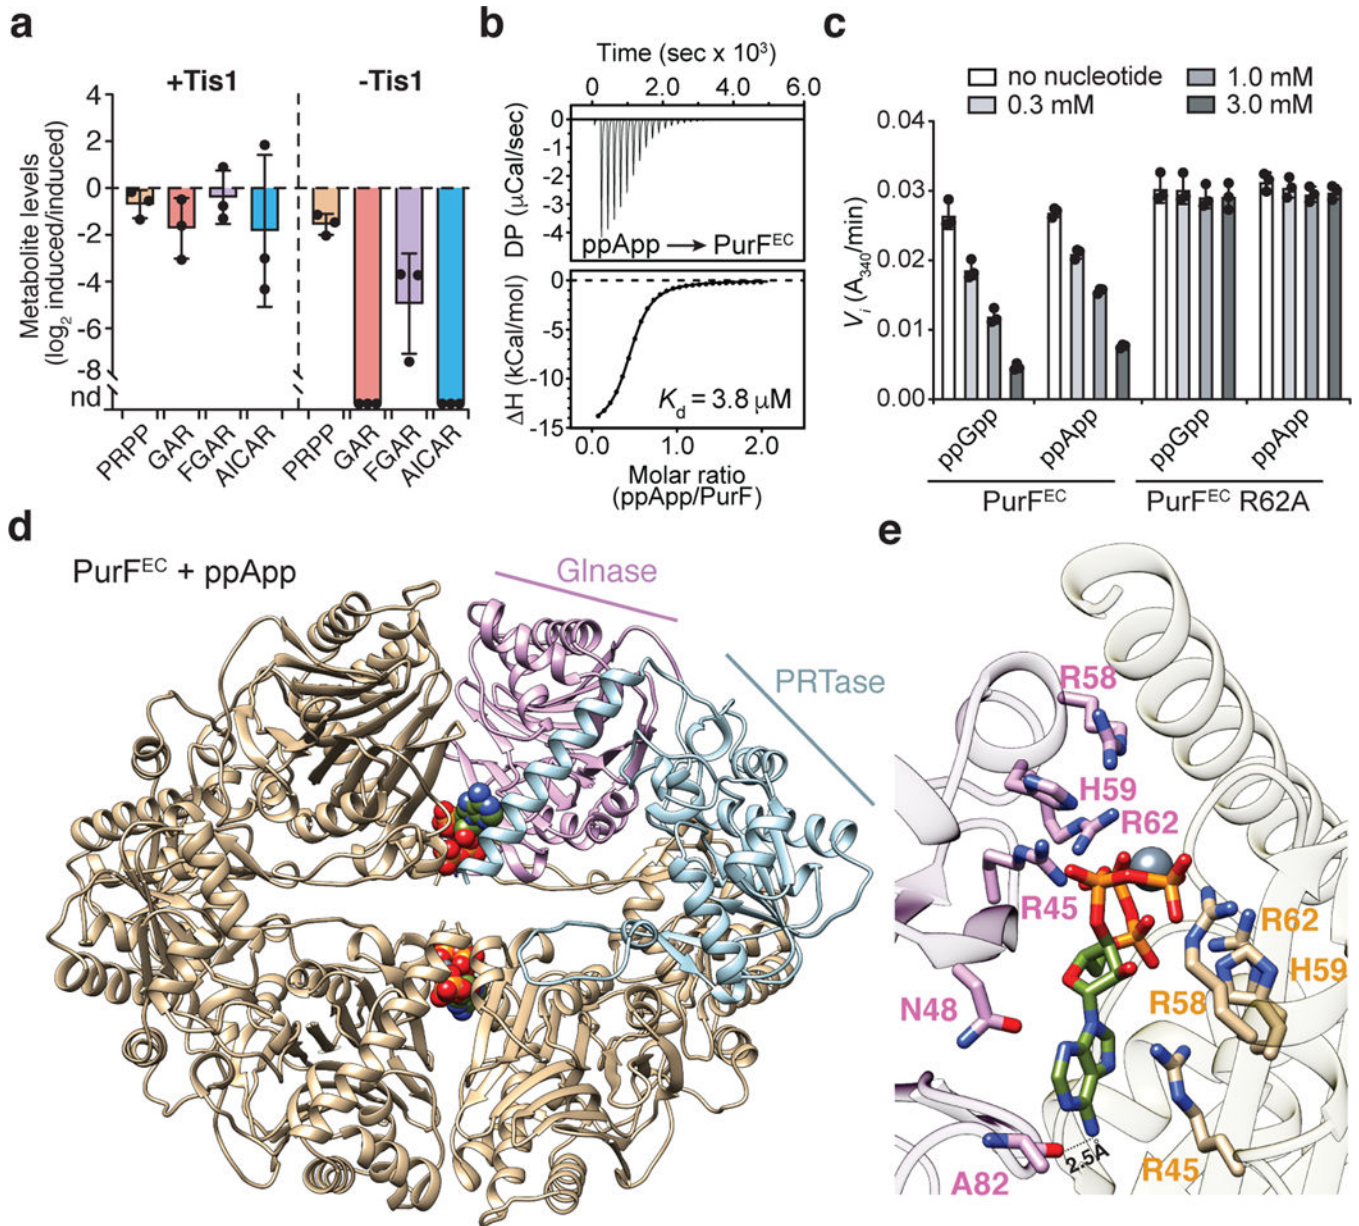 a
+Tis1
-Tis1
Metabolite levels
(log2 induced/induced)
4
2
0
-2
-4
-6
-8
nd
PRPP
GAR
FGAR
AICAR
PRPP
GAR
FGAR
AICAR
b
Time (sec x 10³)
0
2.0
4.0
6.0
DP (µCal/sec)
0
-1
-2
-3
-4
ppApp → PurF^EC
ΔH (kCal/mol)
0
-5
-10
-15
Kd = 3.8 µM
0.0
1.0
2.0
Molar ratio
(ppApp/PurF)
c
no nucleotide
1.0 mM
0.3 mM
3.0 mM
Vi (A340/min)
0.04
0.03
0.02
0.01
0.00
ppGpp
ppApp
ppGpp
ppApp
PurF^EC
PurF^EC R62A
d
PurF^EC + ppApp
Glnase
PRTase
e
R58
H59
R62
R45
R62
H59
R58
N48
A82
2.5Å
R45